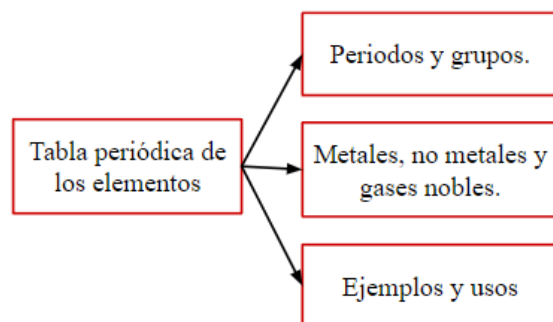 Tabla periódica de
los elementos
Periodos y grupos.
Metales, no metales y
gases nobles.
Ejemplos y usos